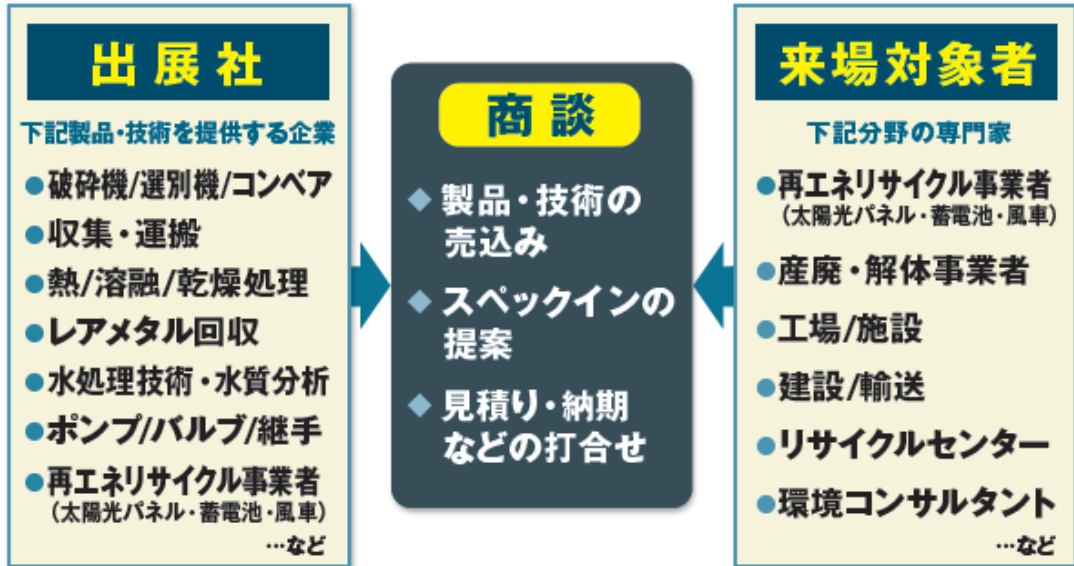 出展社
下記製品・技術を提供する企業
●破砕機/選別機/コンベア
●収集・運搬
●熱/溶融/乾燥処理
●レアメタル回収
●水処理技術・水質分析
●ポンプ/バルブ/継手
●再エネリサイクル事業者
(太陽光パネル・蓄電池・風車)
…など
商談
◆製品・技術の
売込み
◆スペックインの
提案
◆見積り・納期
などの打合せ
来場対象者
下記分野の専門家
●再エネリサイクル事業者
(太陽光パネル・蓄電池・風車)
●産廃・解体事業者
●工場/施設
●建設/輸送
●リサイクルセンター
●環境コンサルタント
…など